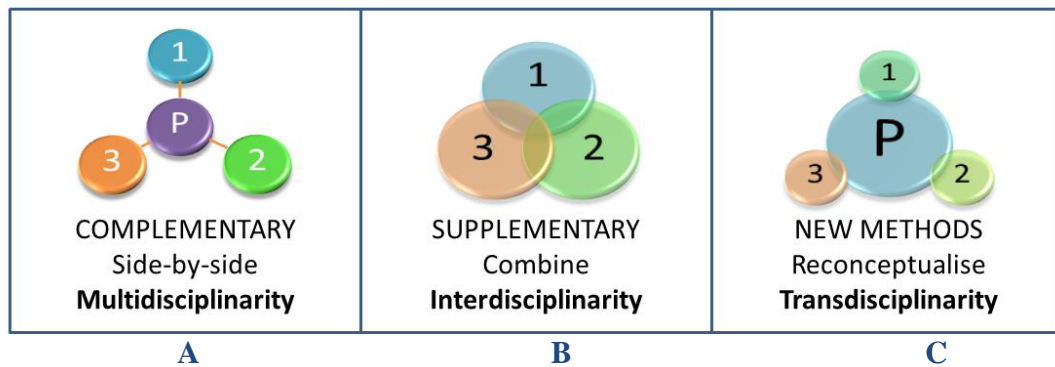 1
P
3
2
COMPLEMENTARY
Side-by-side
Multidisciplinarity
A
1
3
2
SUPPLEMENTARY
Combine
Interdisciplinarity
B
1
P
3
2
NEW METHODS
Reconceptualise
Transdisciplinarity
C